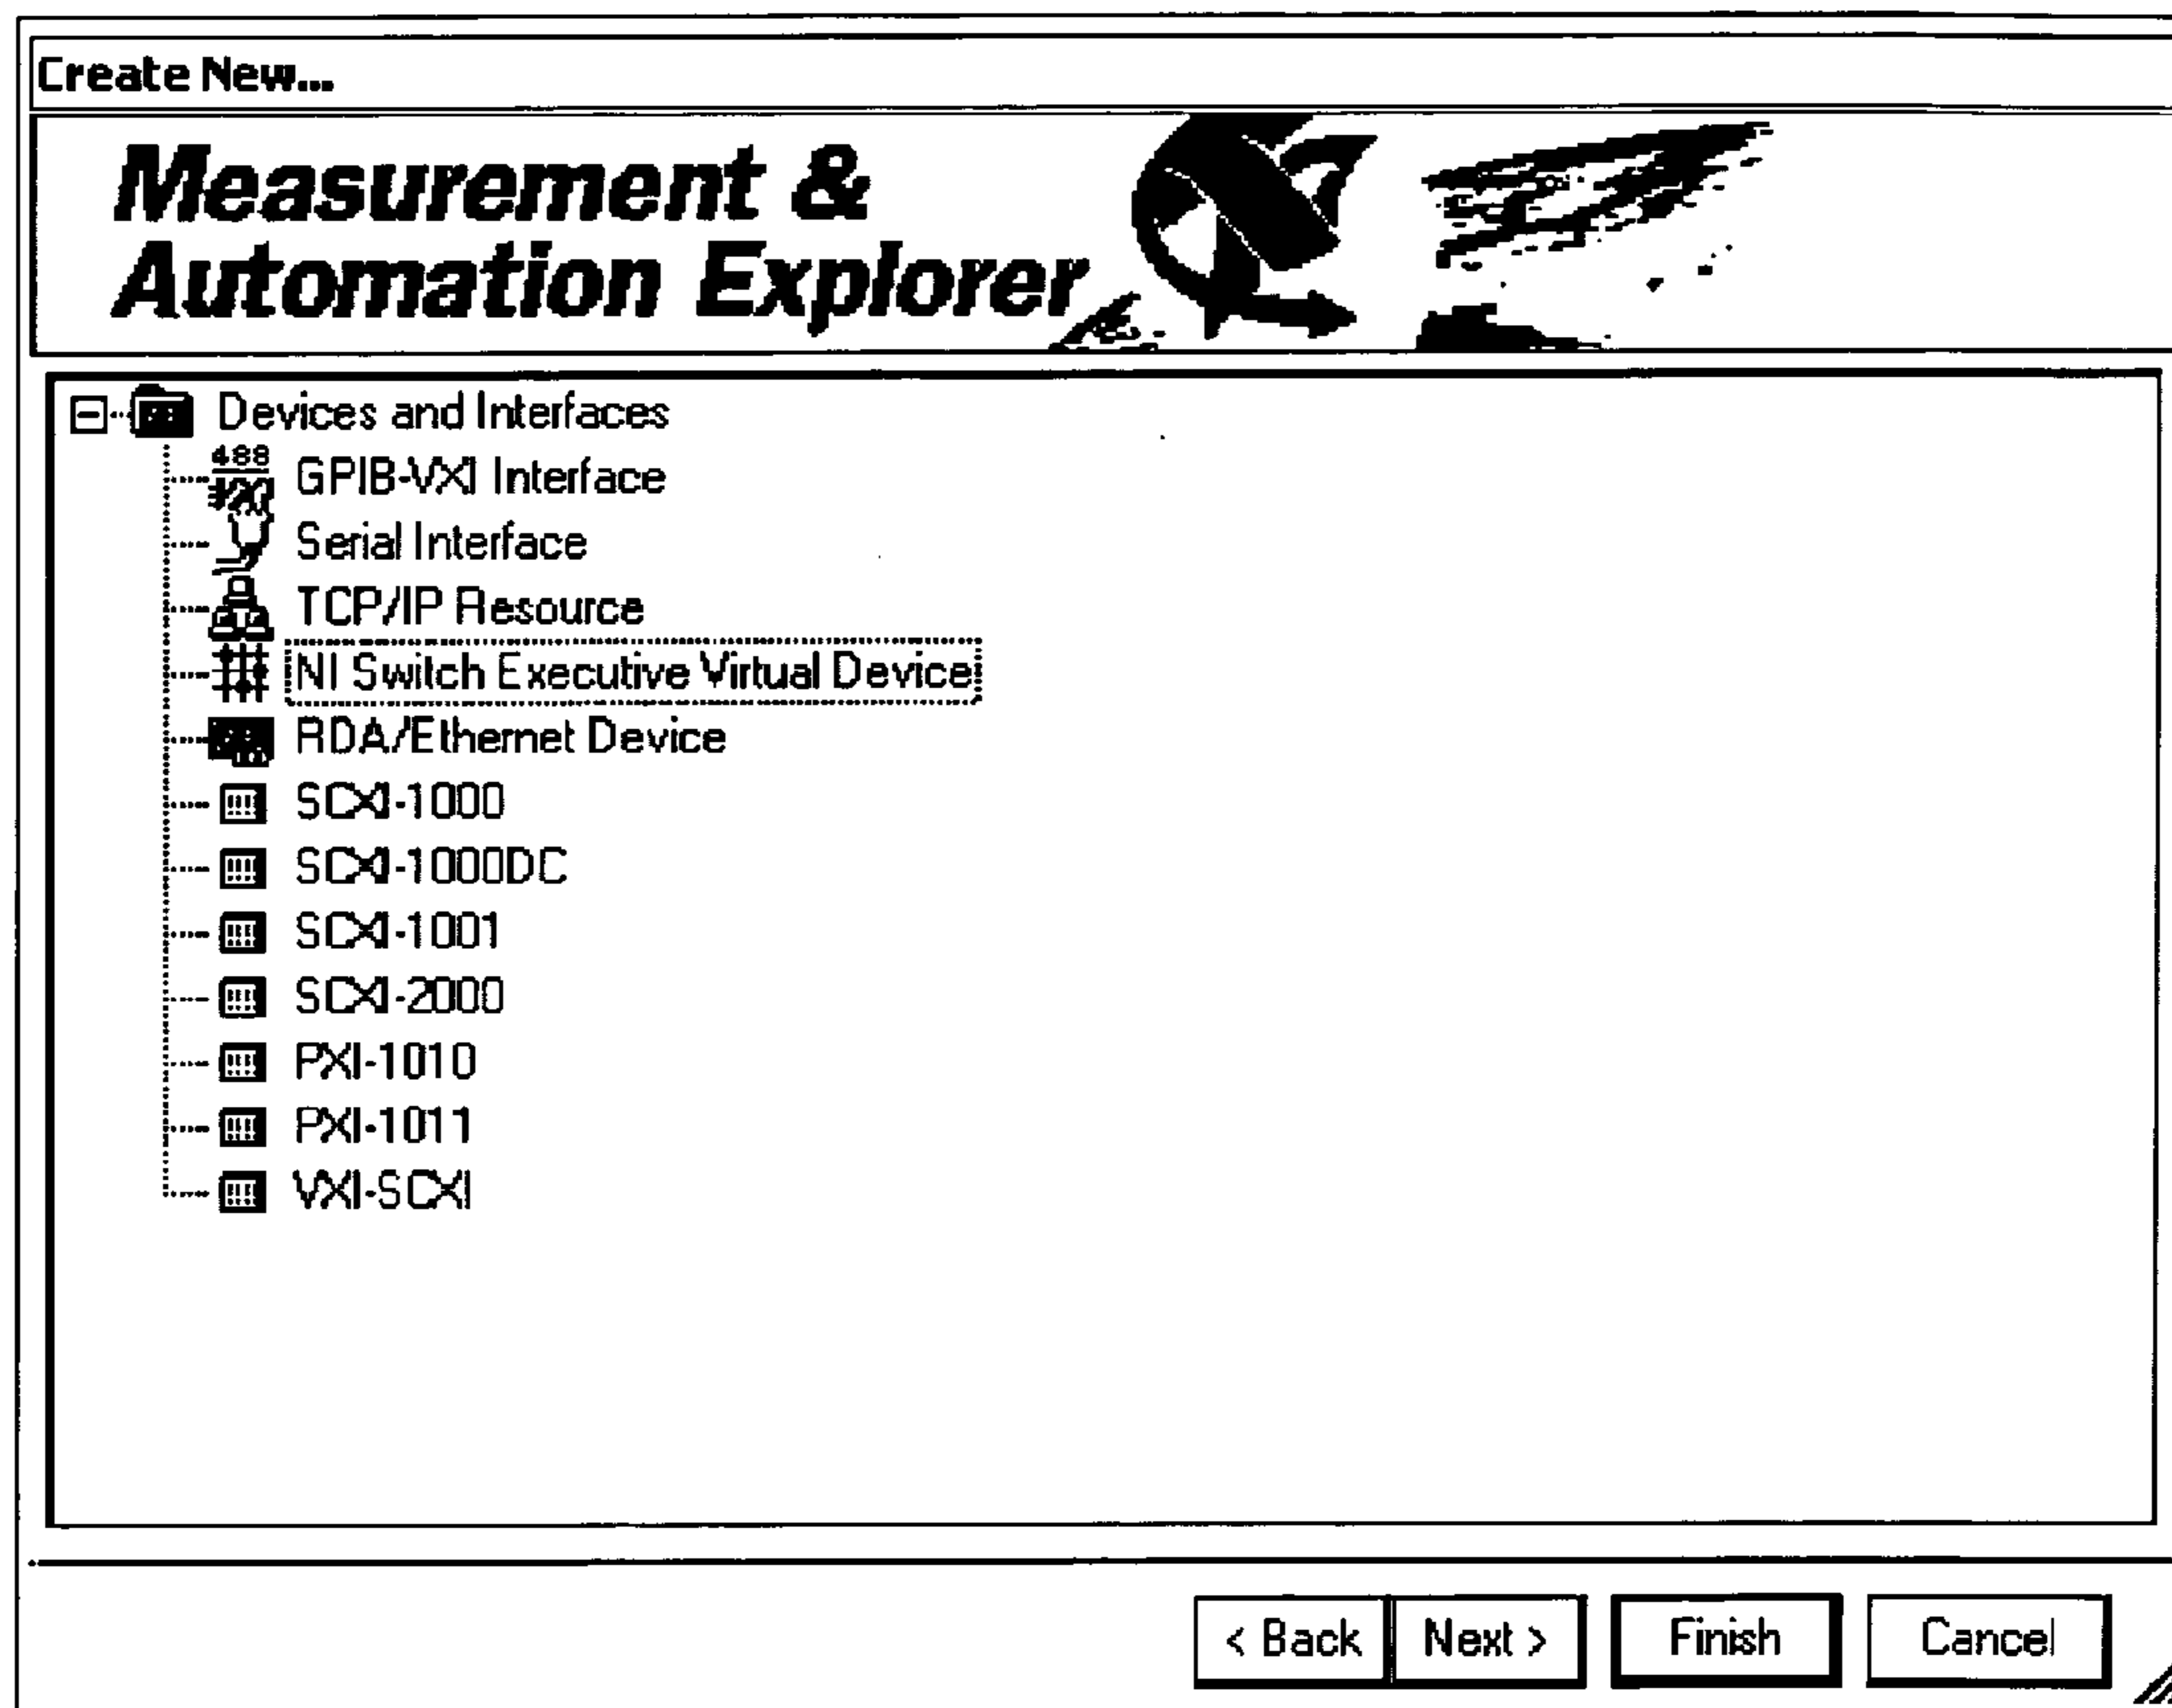 Create New...
Measurement &
Automation Explorer
Devices and Interfaces
488
GPIB-VXI Interface
Serial Interface
TCP/IP Resource
NI Switch Executive Virtual Device
RDA/Ethernet Device
SCXI-1000
SCXI-1000DC
SCXI-1001
SCXI-2000
PXI-1010
PXI-1011
VXI-SCXI
< Back
Next >
Finish
Cancel